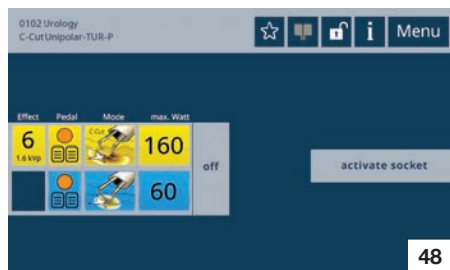 0102 Urology
C-Cut Unipolar-TUR-P
i Menu
Effect Pedal Mode max. Watt
6 C-Cut 160
1.6 kVp
off
activate socket
60
48